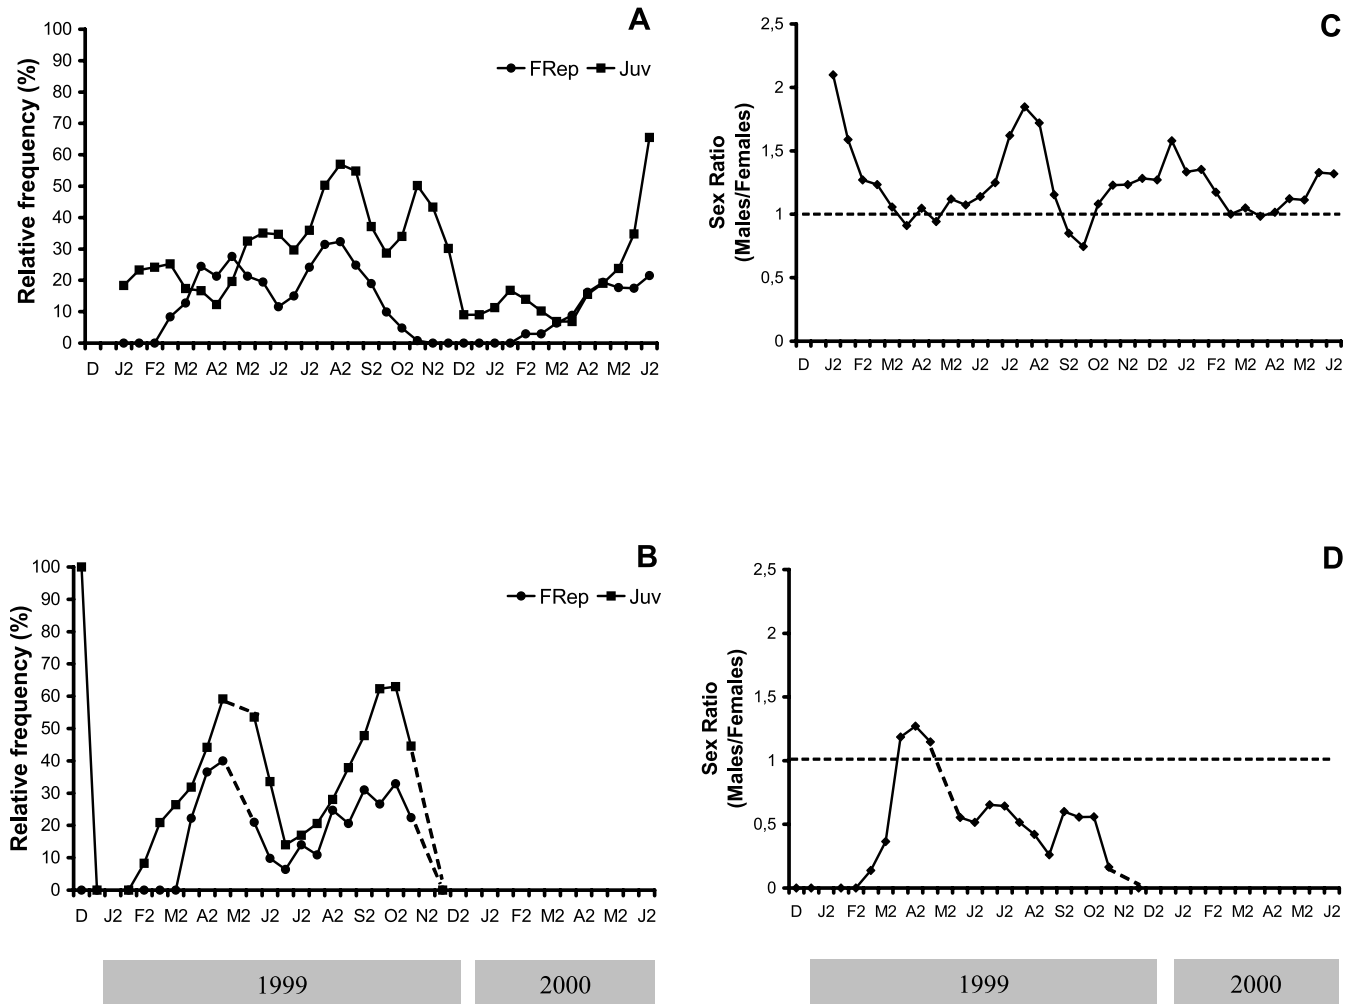 A
Relative frequency (%)
FRep Juv
100
90
80
70
60
50
40
30
20
10
0
D J2 F2 M2 A2 M2 J2 J2 A2 S2 O2 N2 D2 J2 F2 M2 A2 M2 J2
C
Sex Ratio
(Males/Females)
2,5
2
1,5
1
0,5
0
D J2 F2 M2 A2 M2 J2 J2 A2 S2 O2 N2 D2 J2 F2 M2 A2 M2 J2
B
Relative frequency (%)
FRep Juv
100
90
80
70
60
50
40
30
20
10
0
D J2 F2 M2 A2 M2 J2 J2 A2 S2 O2 N2 D2 J2 F2 M2 A2 M2 J2
1999 2000
D
Sex Ratio
(Males/Females)
2,5
2
1,5
1
0,5
0
D J2 F2 M2 A2 M2 J2 J2 A2 S2 O2 N2 D2 J2 F2 M2 A2 M2 J2
1999 2000